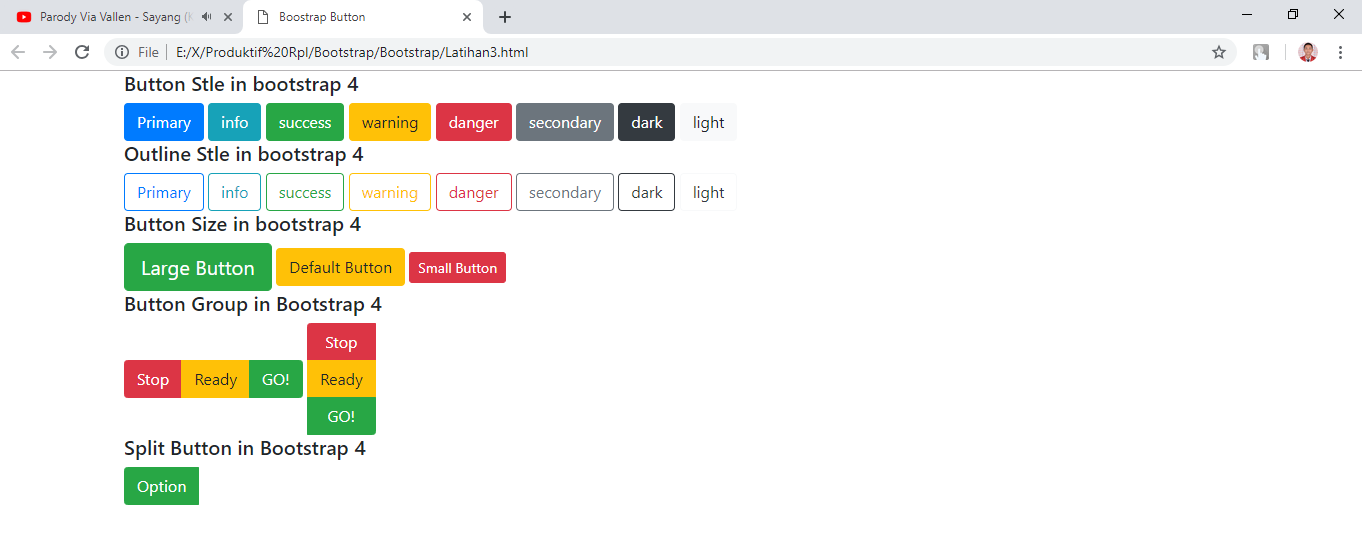 Parody Via Vallen - Sayang (
Boostrap Button
File E:/X/Produktif%20Rpl/Bootstrap/Bootstrap/Latihan3.html
Button Stle in bootstrap 4
Primary info success warning danger secondary dark light
Outline Stle in bootstrap 4
Primary info success warning danger secondary dark light
Button Size in bootstrap 4
Large Button Default Button Small Button
Button Group in Bootstrap 4
Stop Ready GO!
Stop
Ready
GO!
Split Button in Bootstrap 4
Option